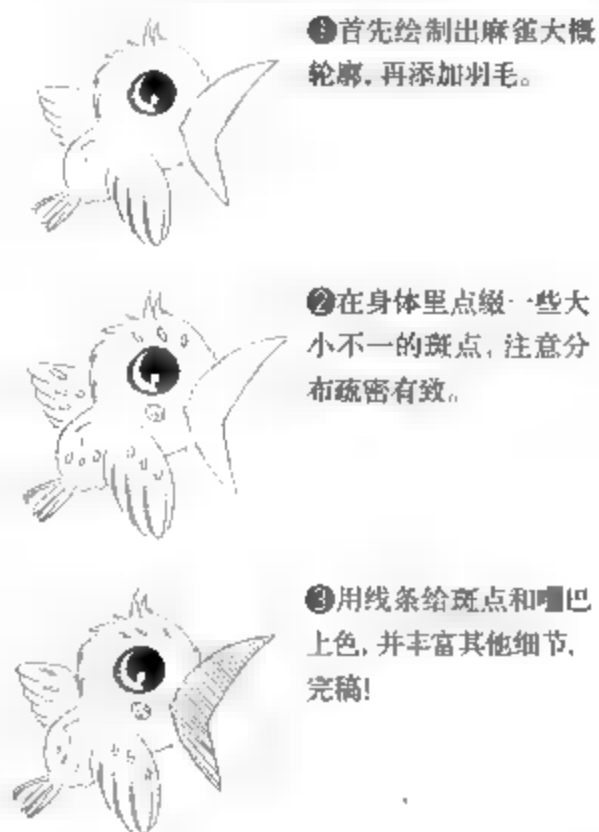 ❶首先绘制出麻雀大概
轮廓,再添加羽毛。
❷在身体里点缀一些大
小不一的斑点,注意分
布疏密有致。
❸用线条给斑点和嘴巴
上色,并丰富其他细节,
完稿!